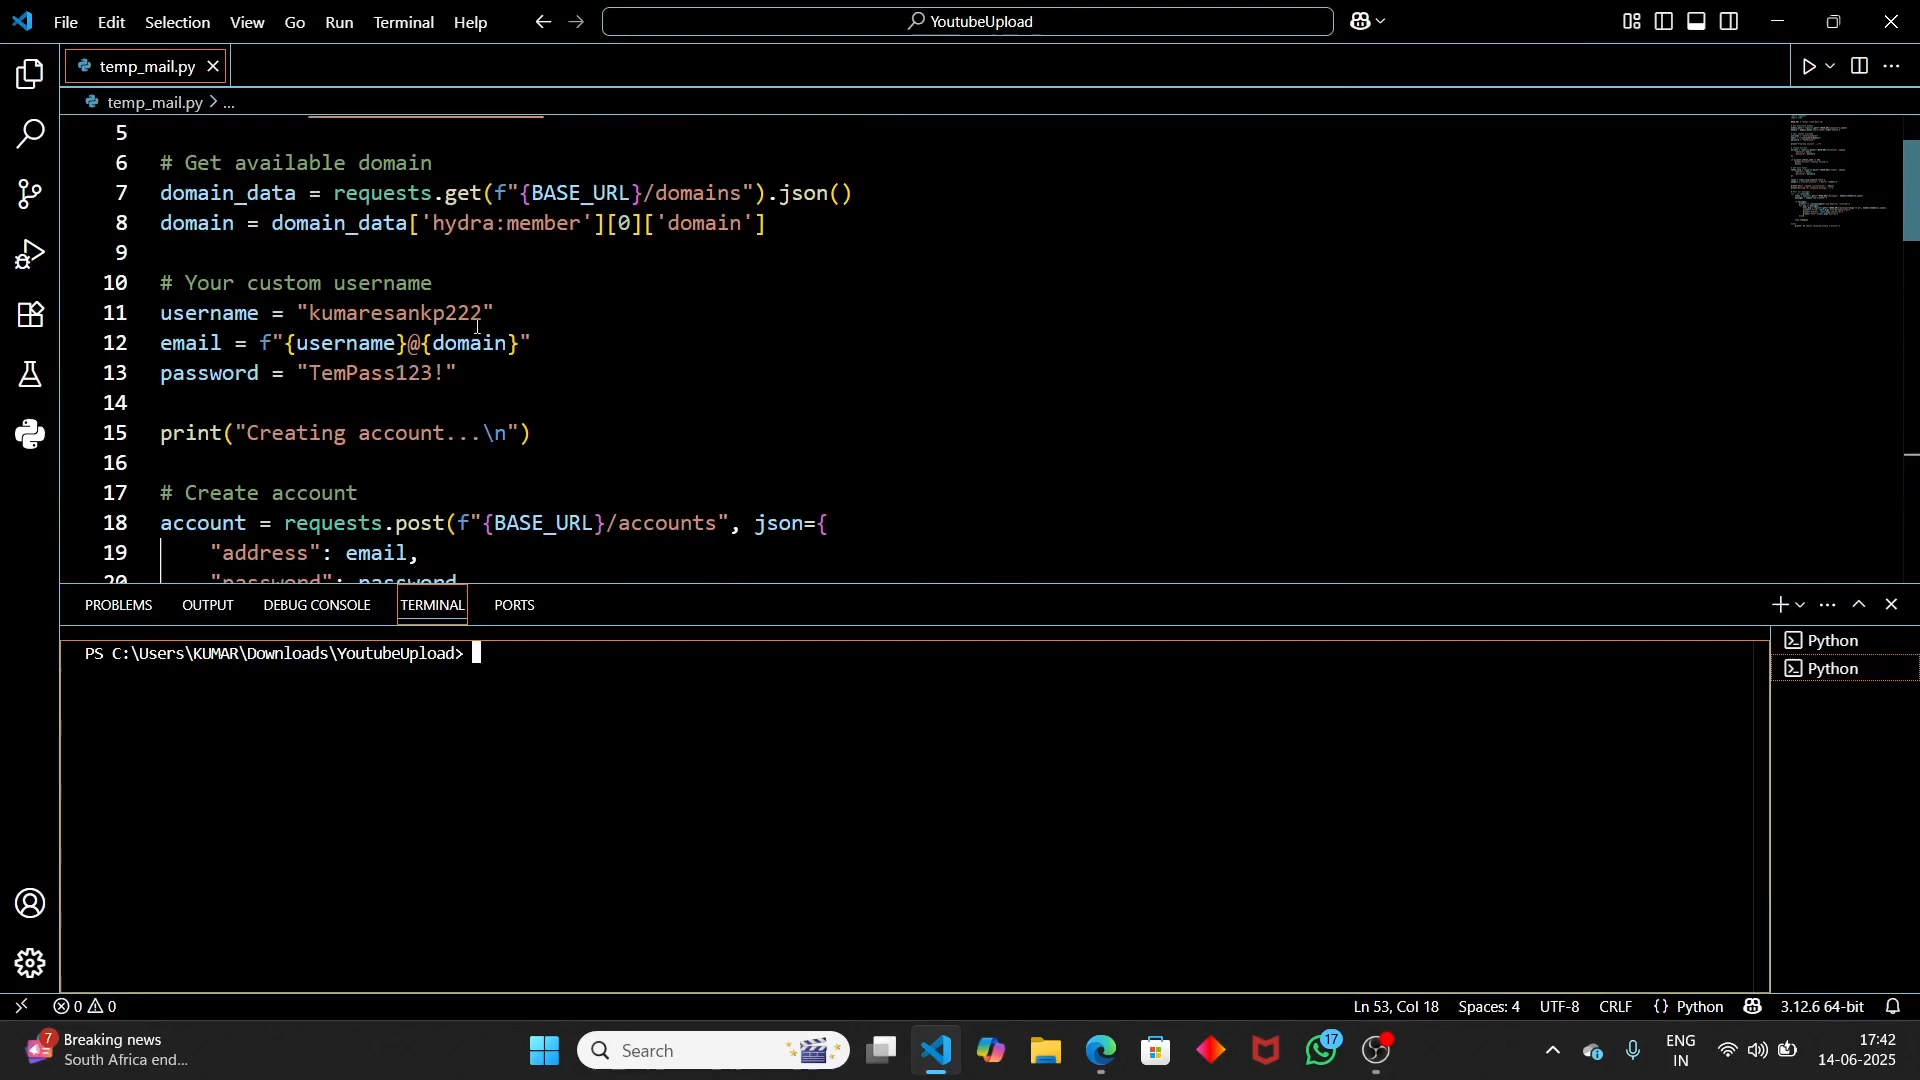 File Edit Selection View Go Run Terminal Help YoutubeUpload
temp_mail.py
temp_mail.py > ...
5
6 # Get available domain
7 domain_data = requests.get(f"{BASE_URL}/domains").json()
8 domain = domain_data['hydra:member'][0]['domain']
9
10 # Your custom username
11 username = "kumaresankp222"
12 email = f"{username}@{domain}"
13 password = "TemPass123!"
14
15 print("Creating account...\n")
16
17 # Create account
18 account = requests.post(f"{BASE_URL}/accounts", json={
19 "address": email,
20 "password": password
PROBLEMS OUTPUT DEBUG CONSOLE TERMINAL PORTS
PS C:\Users\KUMAR\Downloads\YoutubeUpload>
Python
Python
0 0 Ln 53, Col 18 Spaces: 4 UTF-8 CRLF {} Python 3.12.6 64-bit
7 Breaking news
South Africa end...
Search
17
ENG
IN
17:42
14-06-2025